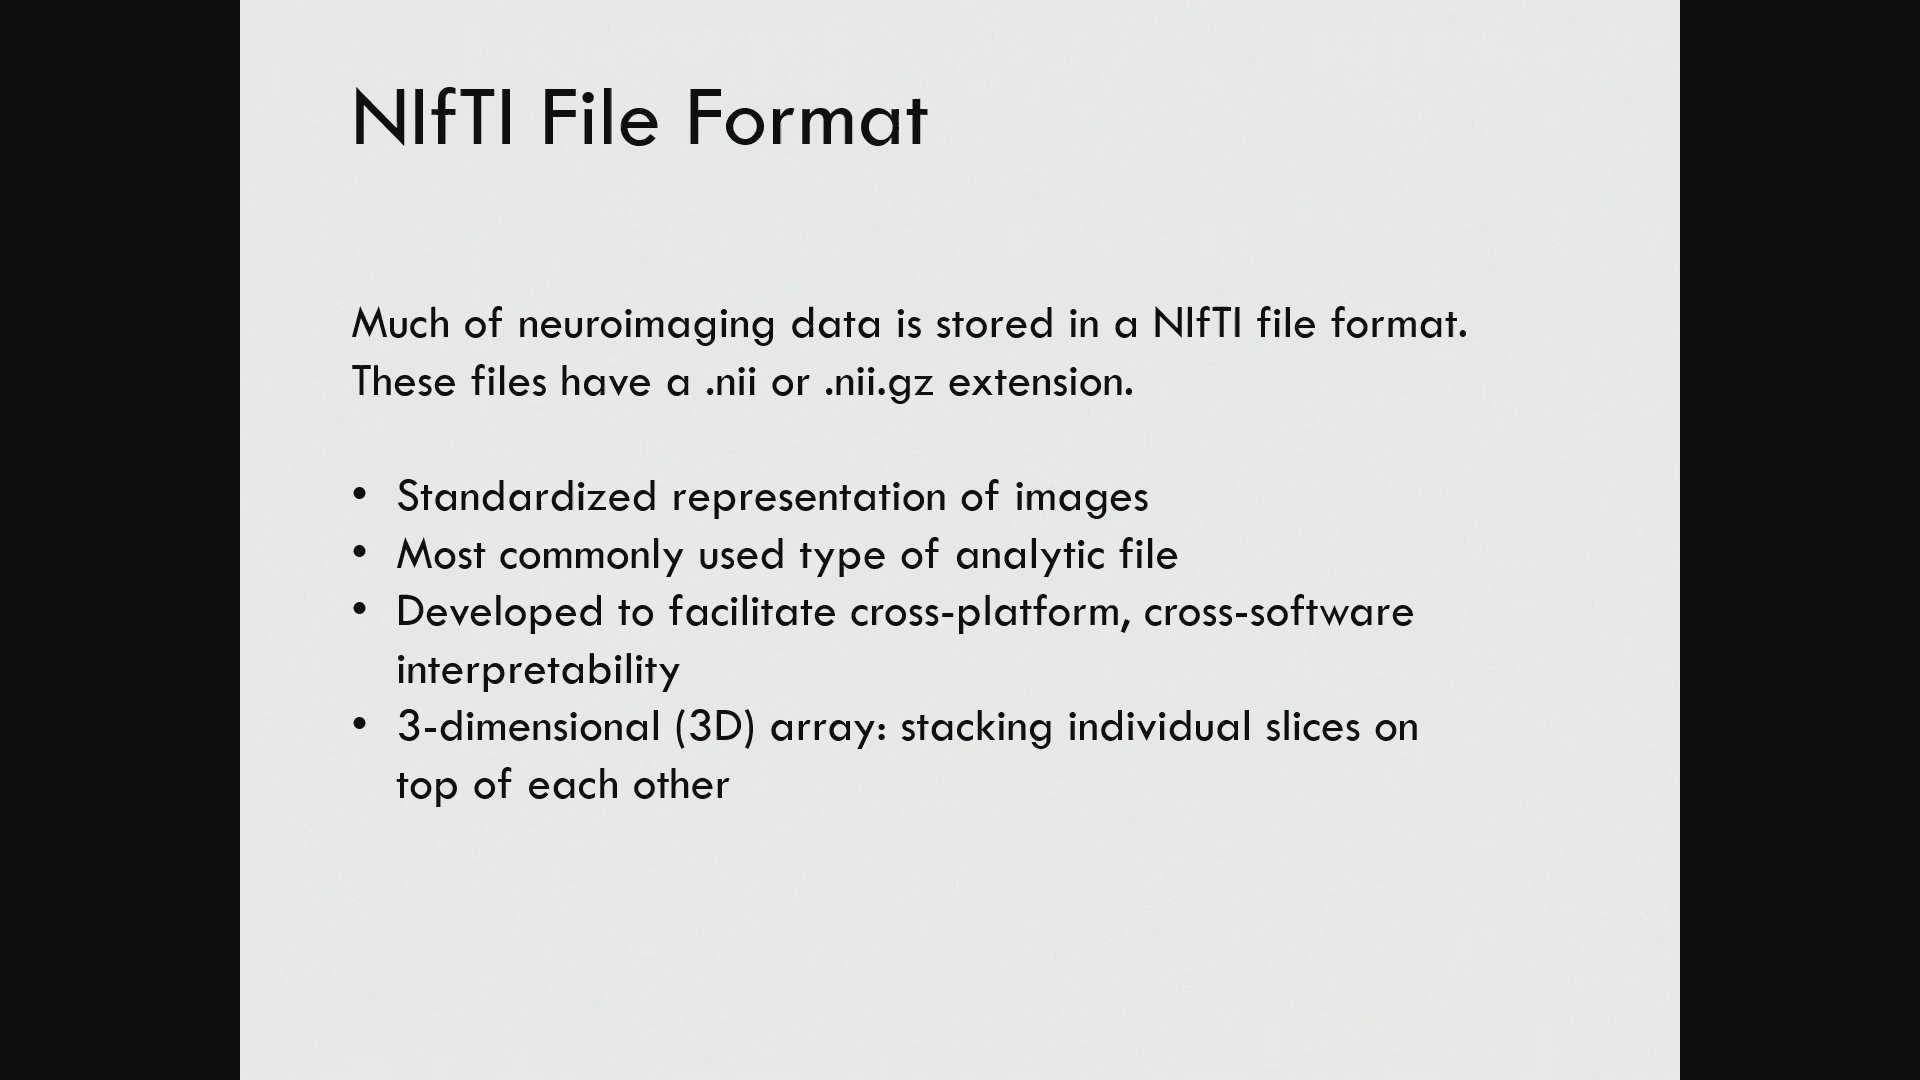 NIfTI File Format
Much of neuroimaging data is stored in a NIfTI file format.
These files have a .nii or .nii.gz extension.
• Standardized representation of images
• Most commonly used type of analytic file
• Developed to facilitate cross-platform, cross-software
interpretability
• 3-dimensional (3D) array: stacking individual slices on
top of each other